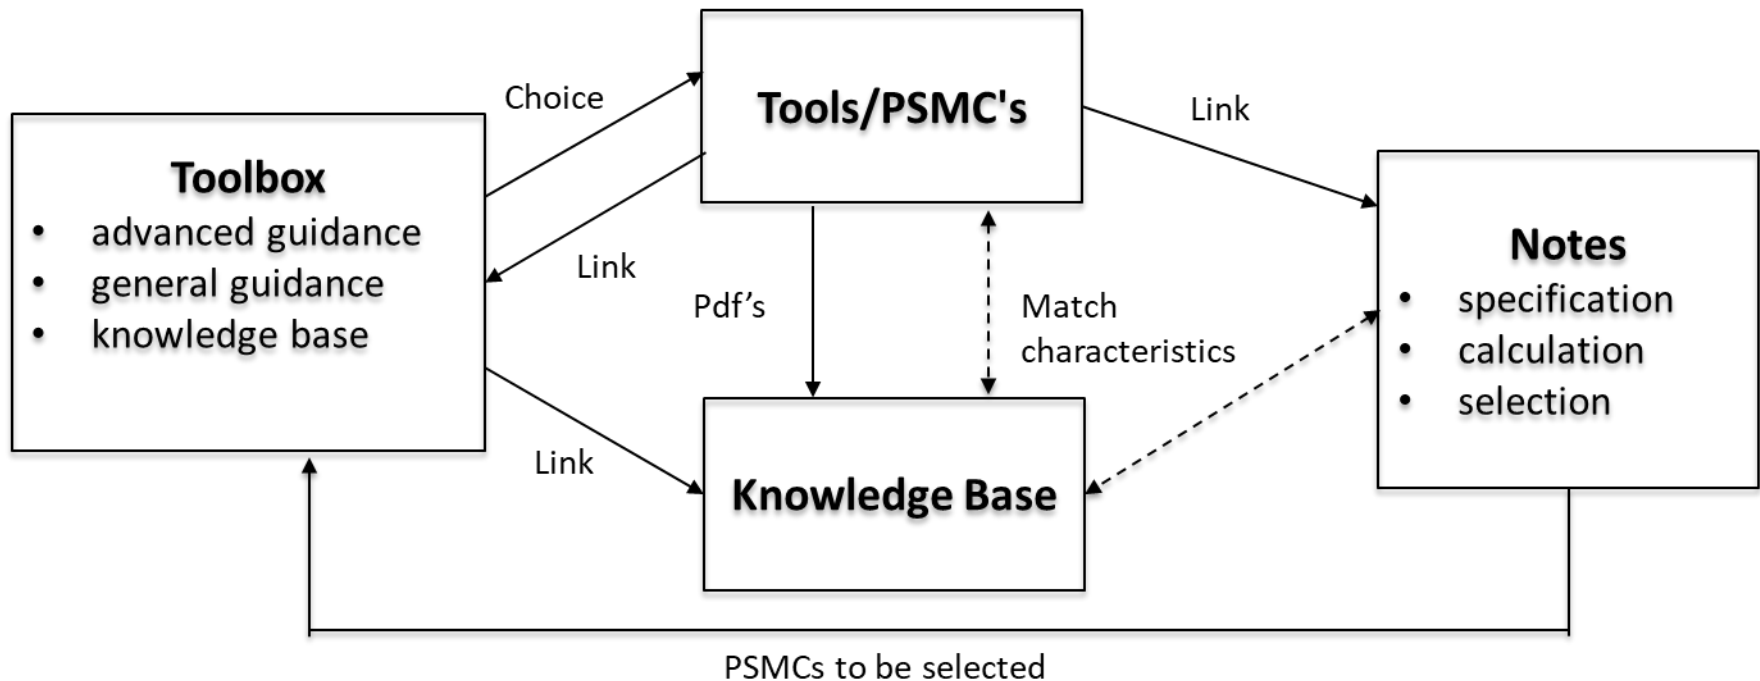 Choice
Tools/PSMC's
Link
Toolbox
• advanced guidance
• general guidance
• knowledge base
Link
Pdf’s
Match
characteristics
Notes
• specification
• calculation
• selection
Link
Knowledge Base
PSMCs to be selected